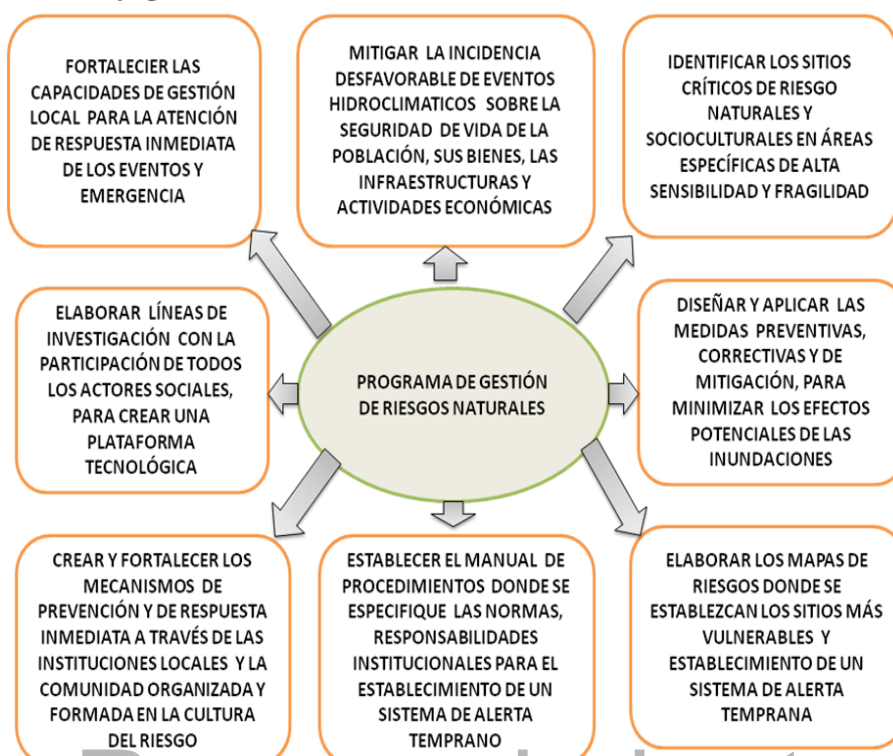 FORTALECIER LAS
CAPACIDADES DE GESTIÓN
LOCAL PARA LA ATENCIÓN
DE RESPUESTA INMEDIATA
DE LOS EVENTOS Y
EMERGENCIA
MITIGAR LA INCIDENCIA
DESFAVORABLE DE EVENTOS
HIDROCLIMATICOS SOBRE LA
SEGURIDAD DE VIDA DE LA
POBLACIÓN, SUS BIENES, LAS
INFRAESTRUCTURAS Y
ACTIVIDADES ECONÓMICAS
IDENTIFICAR LOS SITIOS
CRÍTICOS DE RIESGO
NATURALES Y
SOCIOCULTURALES EN ÁREAS
ESPECÍFICAS DE ALTA
SENSIBILIDAD Y FRAGILIDAD
ELABORAR LÍNEAS DE
INVESTIGACIÓN CON LA
PARTICIPACIÓN DE TODOS
LOS ACTORES SOCIALES,
PARA CREAR UNA
PLATAFORMA
TECNOLÓGICA
PROGRAMA DE GESTIÓN
DE RIESGOS NATURALES
DISEÑAR Y APLICAR LAS
MEDIDAS PREVENTIVAS,
CORRECTIVAS Y DE
MITIGACIÓN, PARA
MINIMIZAR LOS EFECTOS
POTENCIALES DE LAS
INUNDACIONES
CREAR Y FORTALECER LOS
MECANISMOS DE
PREVENCIÓN Y DE RESPUESTA
INMEDIATA A TRAVÉS DE LAS
INSTITUCIONES LOCALES Y LA
COMUNIDAD ORGANIZADA Y
FORMADA EN LA CULTURA
DEL RIESGO
ESTABLECER EL MANUAL DE
PROCEDIMIENTOS DONDE SE
ESPECIFIQUE LAS NORMAS,
RESPONSABILIDADES
INSTITUCIONALES PARA EL
ESTABLECIMIENTO DE UN
SISTEMA DE ALERTA
TEMPRANO
ELABORAR LOS MAPAS DE
RIESGOS DONDE SE
ESTABLEZCAN LOS SITIOS MÁS
VULNERABLES Y
ESTABLECIMIENTO DE UN
SISTEMA DE ALERTA
TEMPRANA